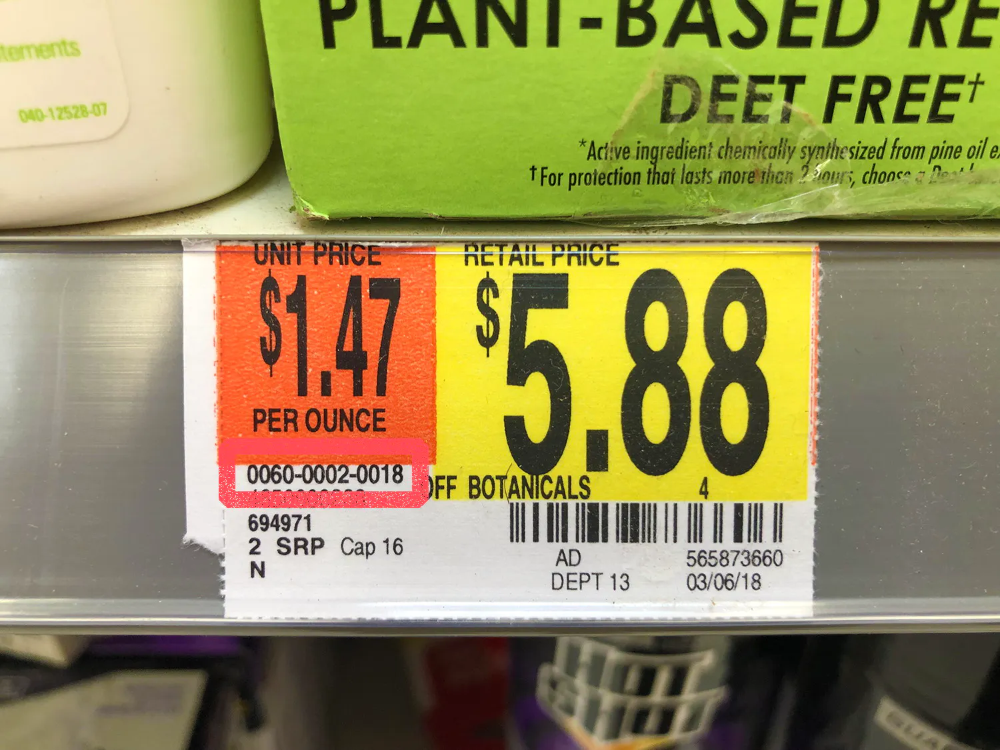 tements
040-12528-07
PLANT-BASED RE
DEET FREE†
*Active ingredient chemically synthesized from pine oil
†For protection that lasts more than 2 hours, choose a
UNIT PRICE
$1.47
PER OUNCE
RETAIL PRICE
$5.88
0060-0002-0018
OFF BOTANICALS 4
694971
2 SRP Cap 16
N
AD 565873660
DEPT 13 03/06/18